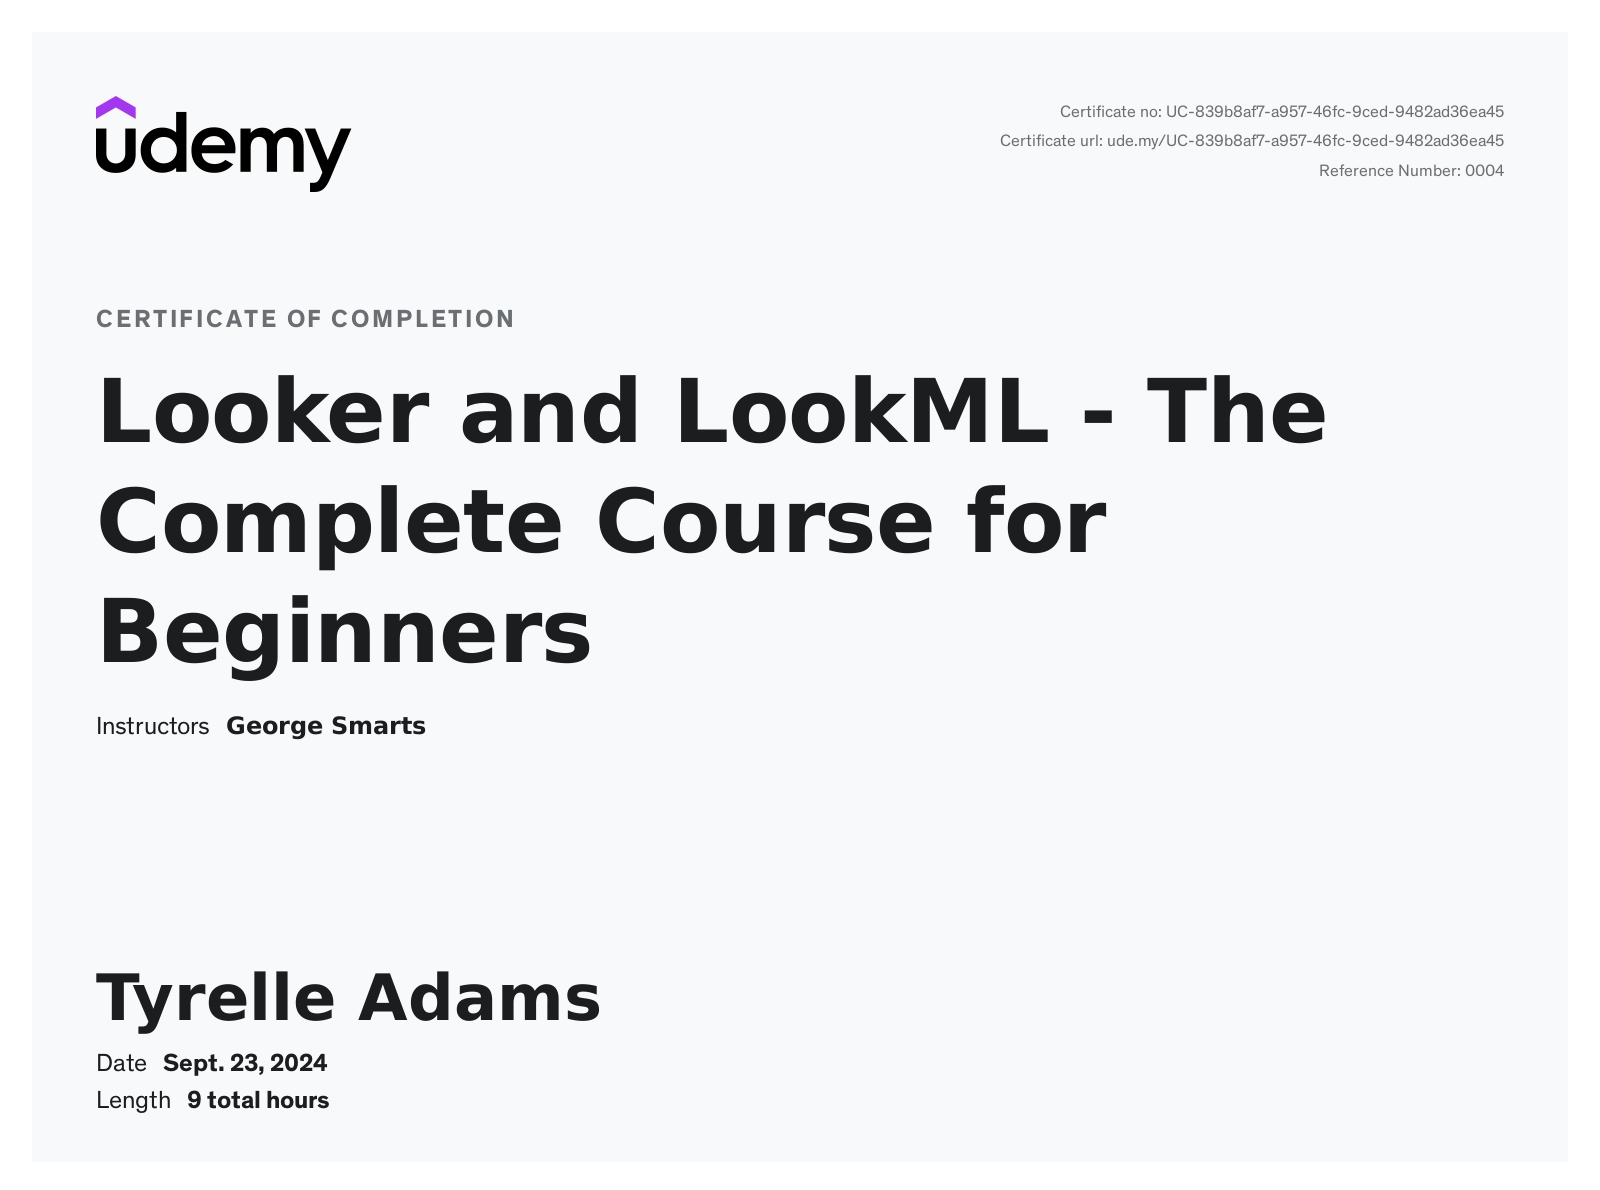 udemy
Certificate no: UC-839b8af7-a957-46fc-9ced-9482ad36ea45
Certificate url: ude.my/UC-839b8af7-a957-46fc-9ced-9482ad36ea45
Reference Number: 0004
CERTIFICATE OF COMPLETION
Looker and LookML - The
Complete Course for
Beginners
Instructors George Smarts
Tyrelle Adams
Date Sept. 23, 2024
Length 9 total hours